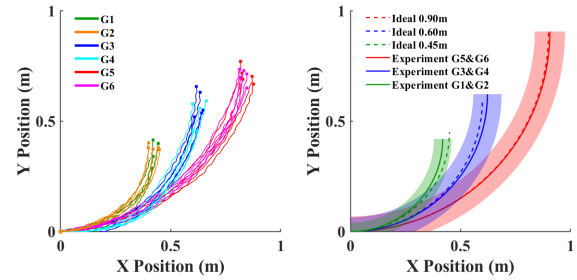 G1
G2
G3
G4
G5
G6
Y Position (m)
1
0.5
0
0
0.5
1
X Position (m)
Ideal 0.90m
Ideal 0.60m
Ideal 0.45m
Experiment G5&G6
Experiment G3&G4
Experiment G1&G2
Y Position (m)
1
0.5
0
0
0.5
1
X Position (m)